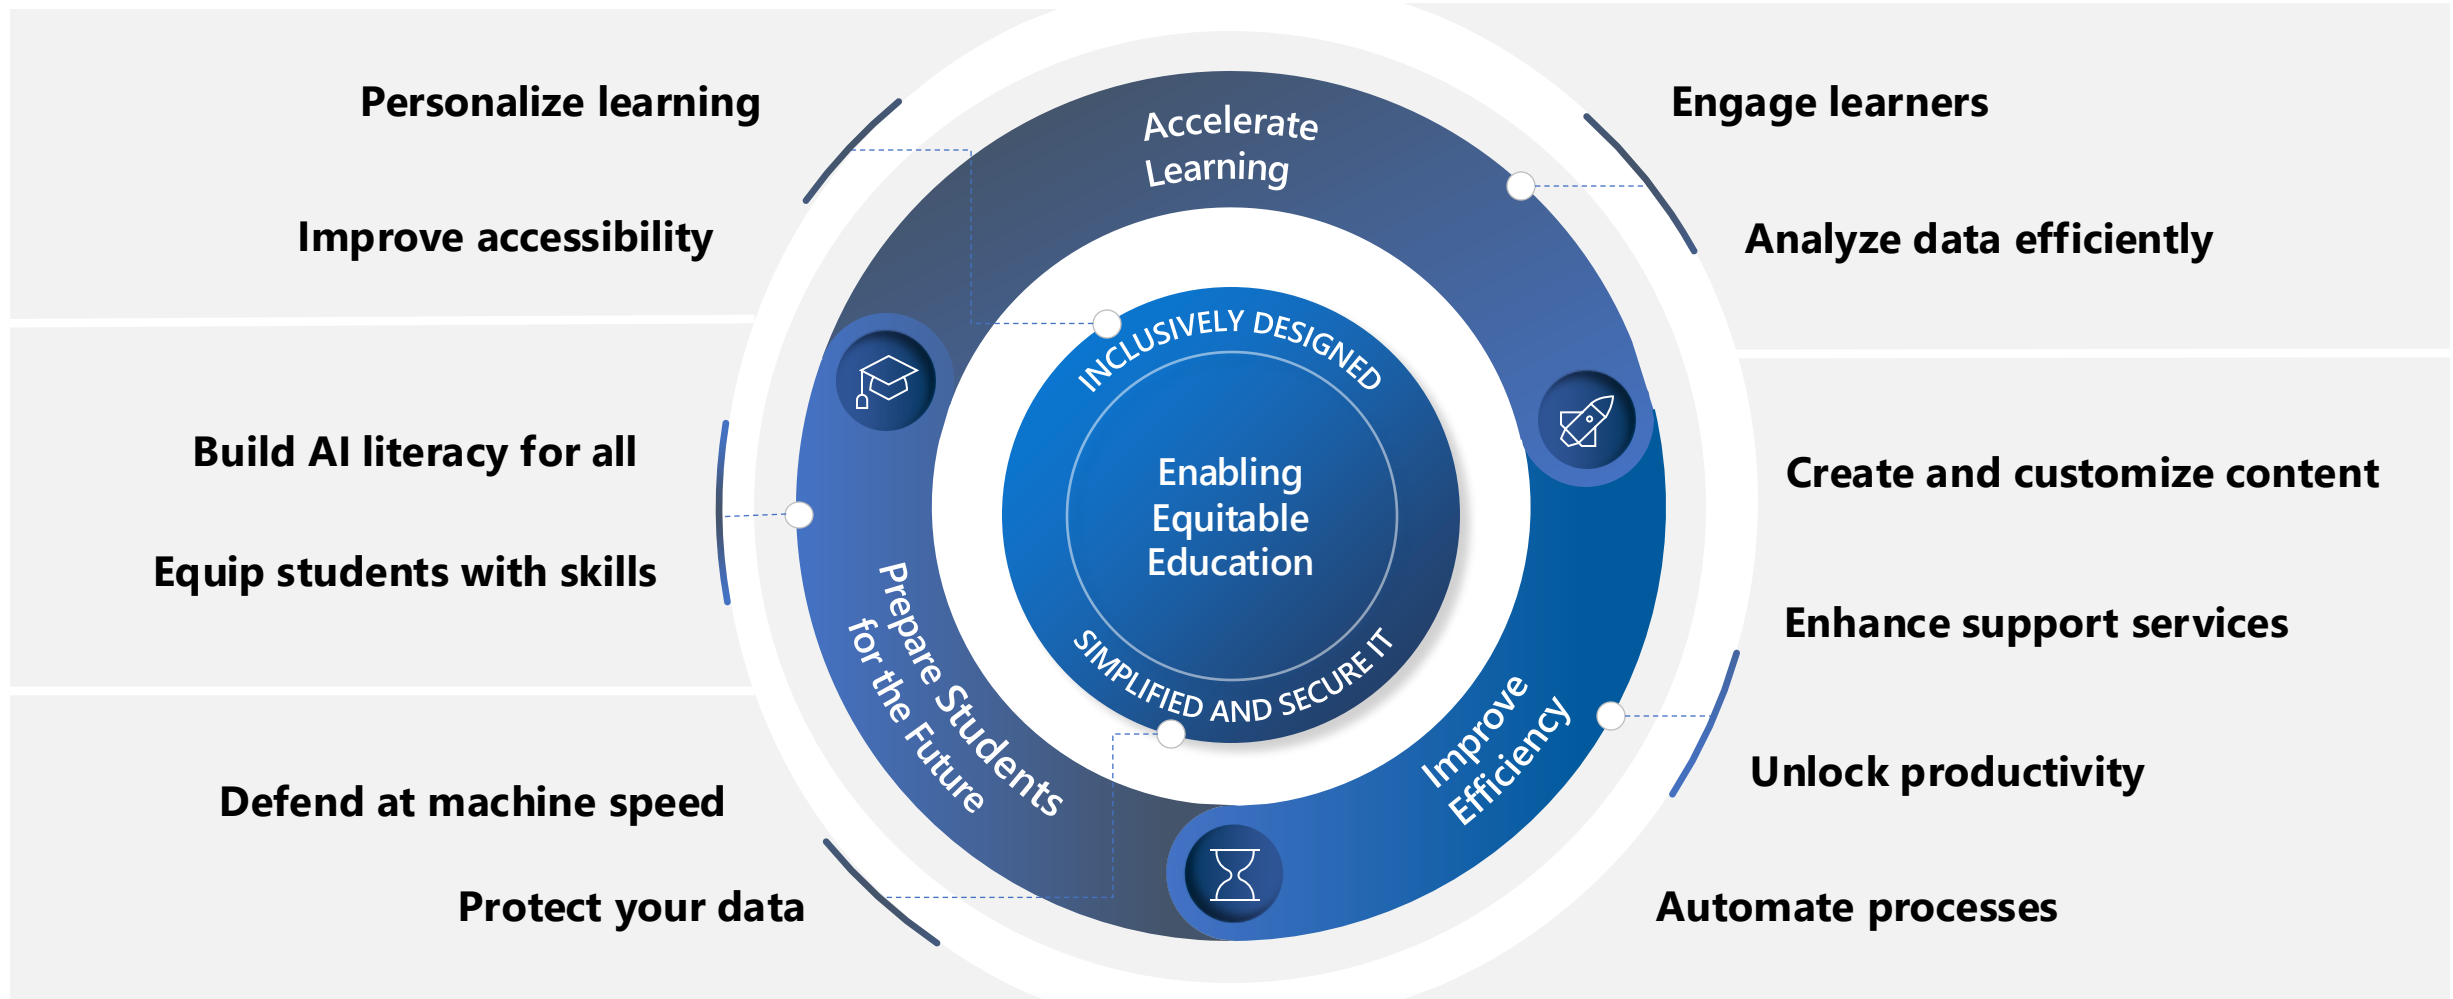 Personalize learning
Improve accessibility
Build AI literacy for all
Equip students with skills
Defend at machine speed
Protect your data
Accelerate
Learning
INCLUSIVELY DESIGNED
Enabling
Equitable
Education
SIMPLIFIED AND SECURE IT
Prepare Students
for the Future
Improve
Efficiency
Engage learners
Analyze data efficiently
Create and customize content
Enhance support services
Unlock productivity
Automate processes